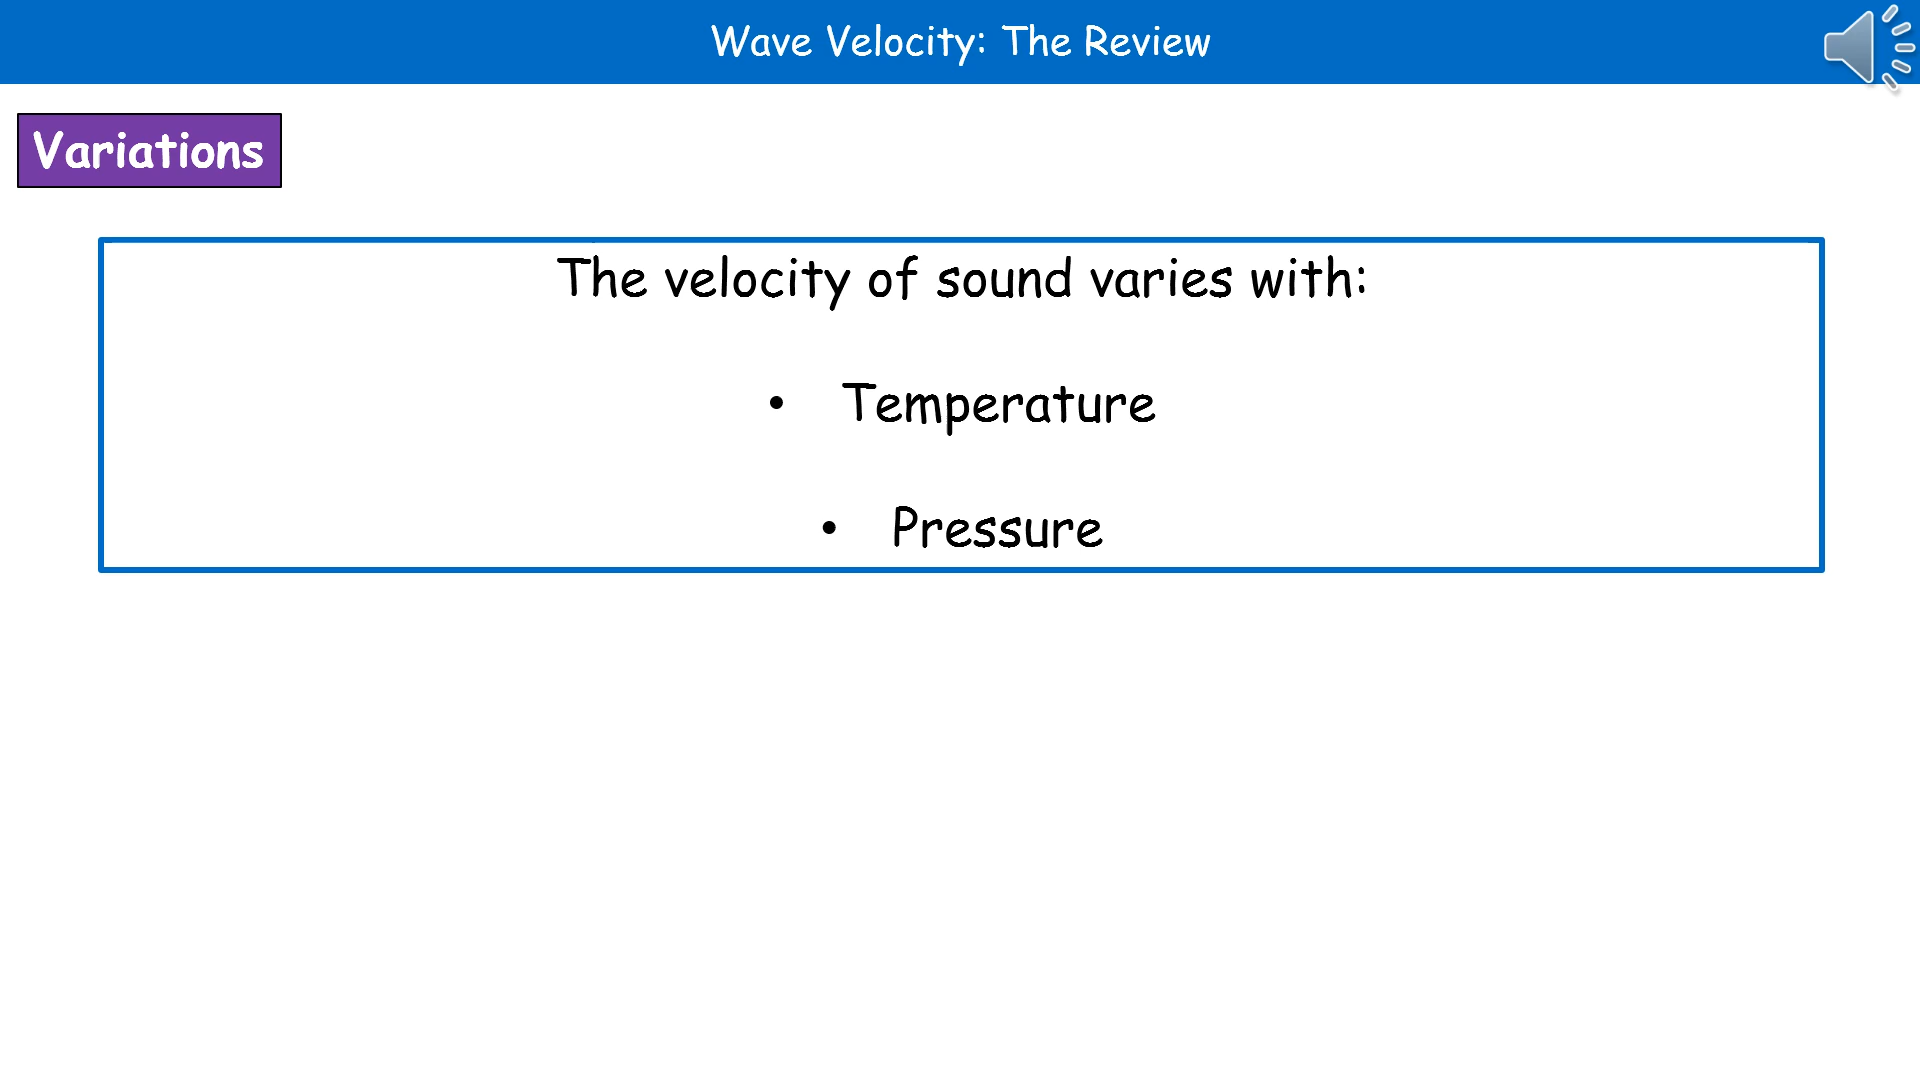 Wave Velocity: The Review
Variations
The velocity of sound varies with:
• Temperature
• Pressure